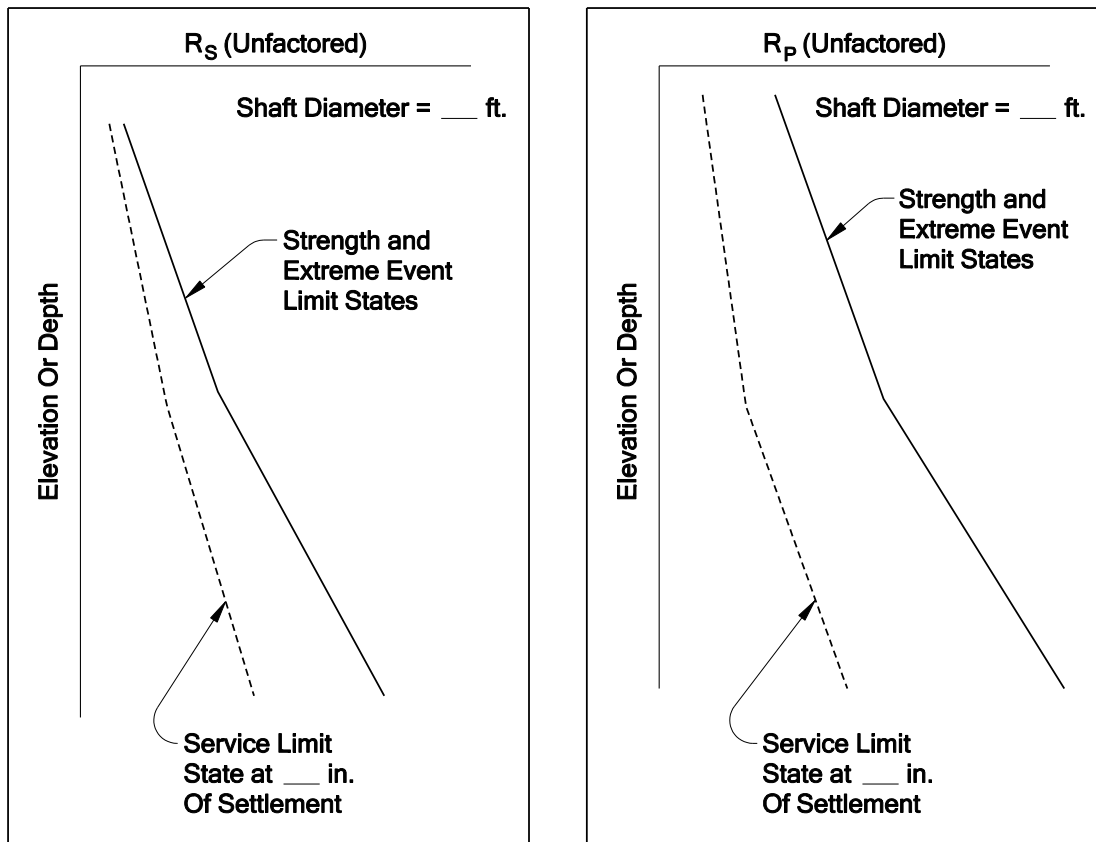 R_S (Unfactored)
Shaft Diameter = ___ ft.
Strength and
Extreme Event
Limit States
Elevation Or Depth
Service Limit
State at ___ in.
Of Settlement
R_P (Unfactored)
Shaft Diameter = ___ ft.
Strength and
Extreme Event
Limit States
Elevation Or Depth
Service Limit
State at ___ in.
Of Settlement